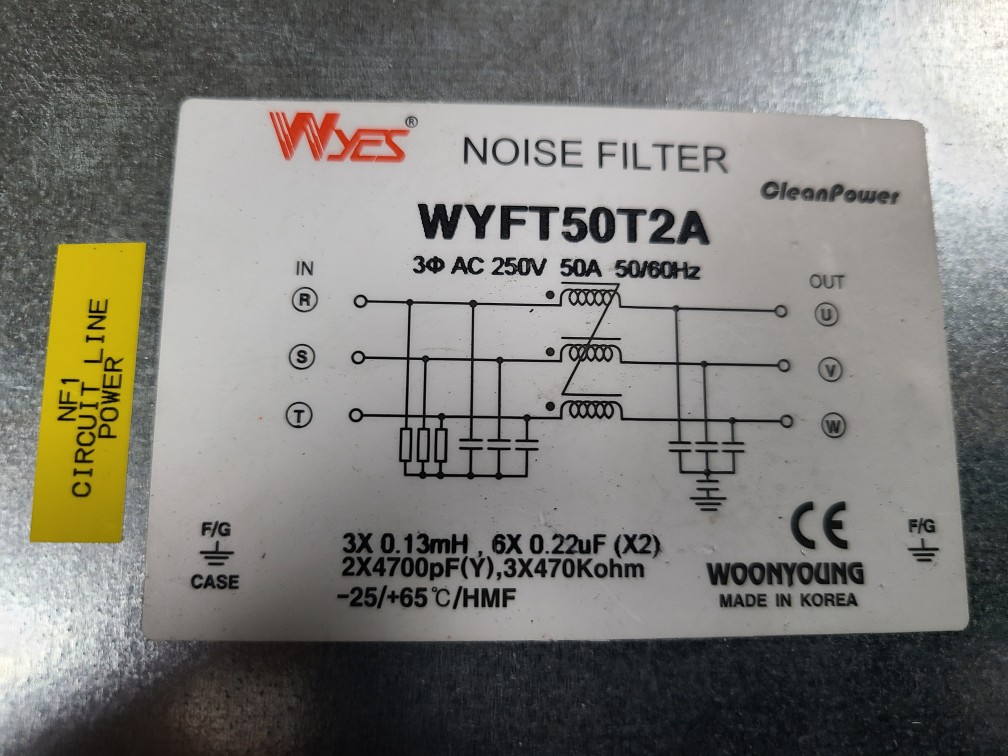 WYES®
NOISE FILTER
CleanPower
WYFT50T2A
3Φ AC 250V 50A 50/60Hz
IN
OUT
R
U
S
V
T
W
NF1
CIRCUIT LINE
POWER
F/G
CASE
3X 0.13mH , 6X 0.22uF (X2)
2X4700pF(Y),3X470Kohm
-25/+65℃/HMF
CE
WOONYOUNG
MADE IN KOREA
F/G